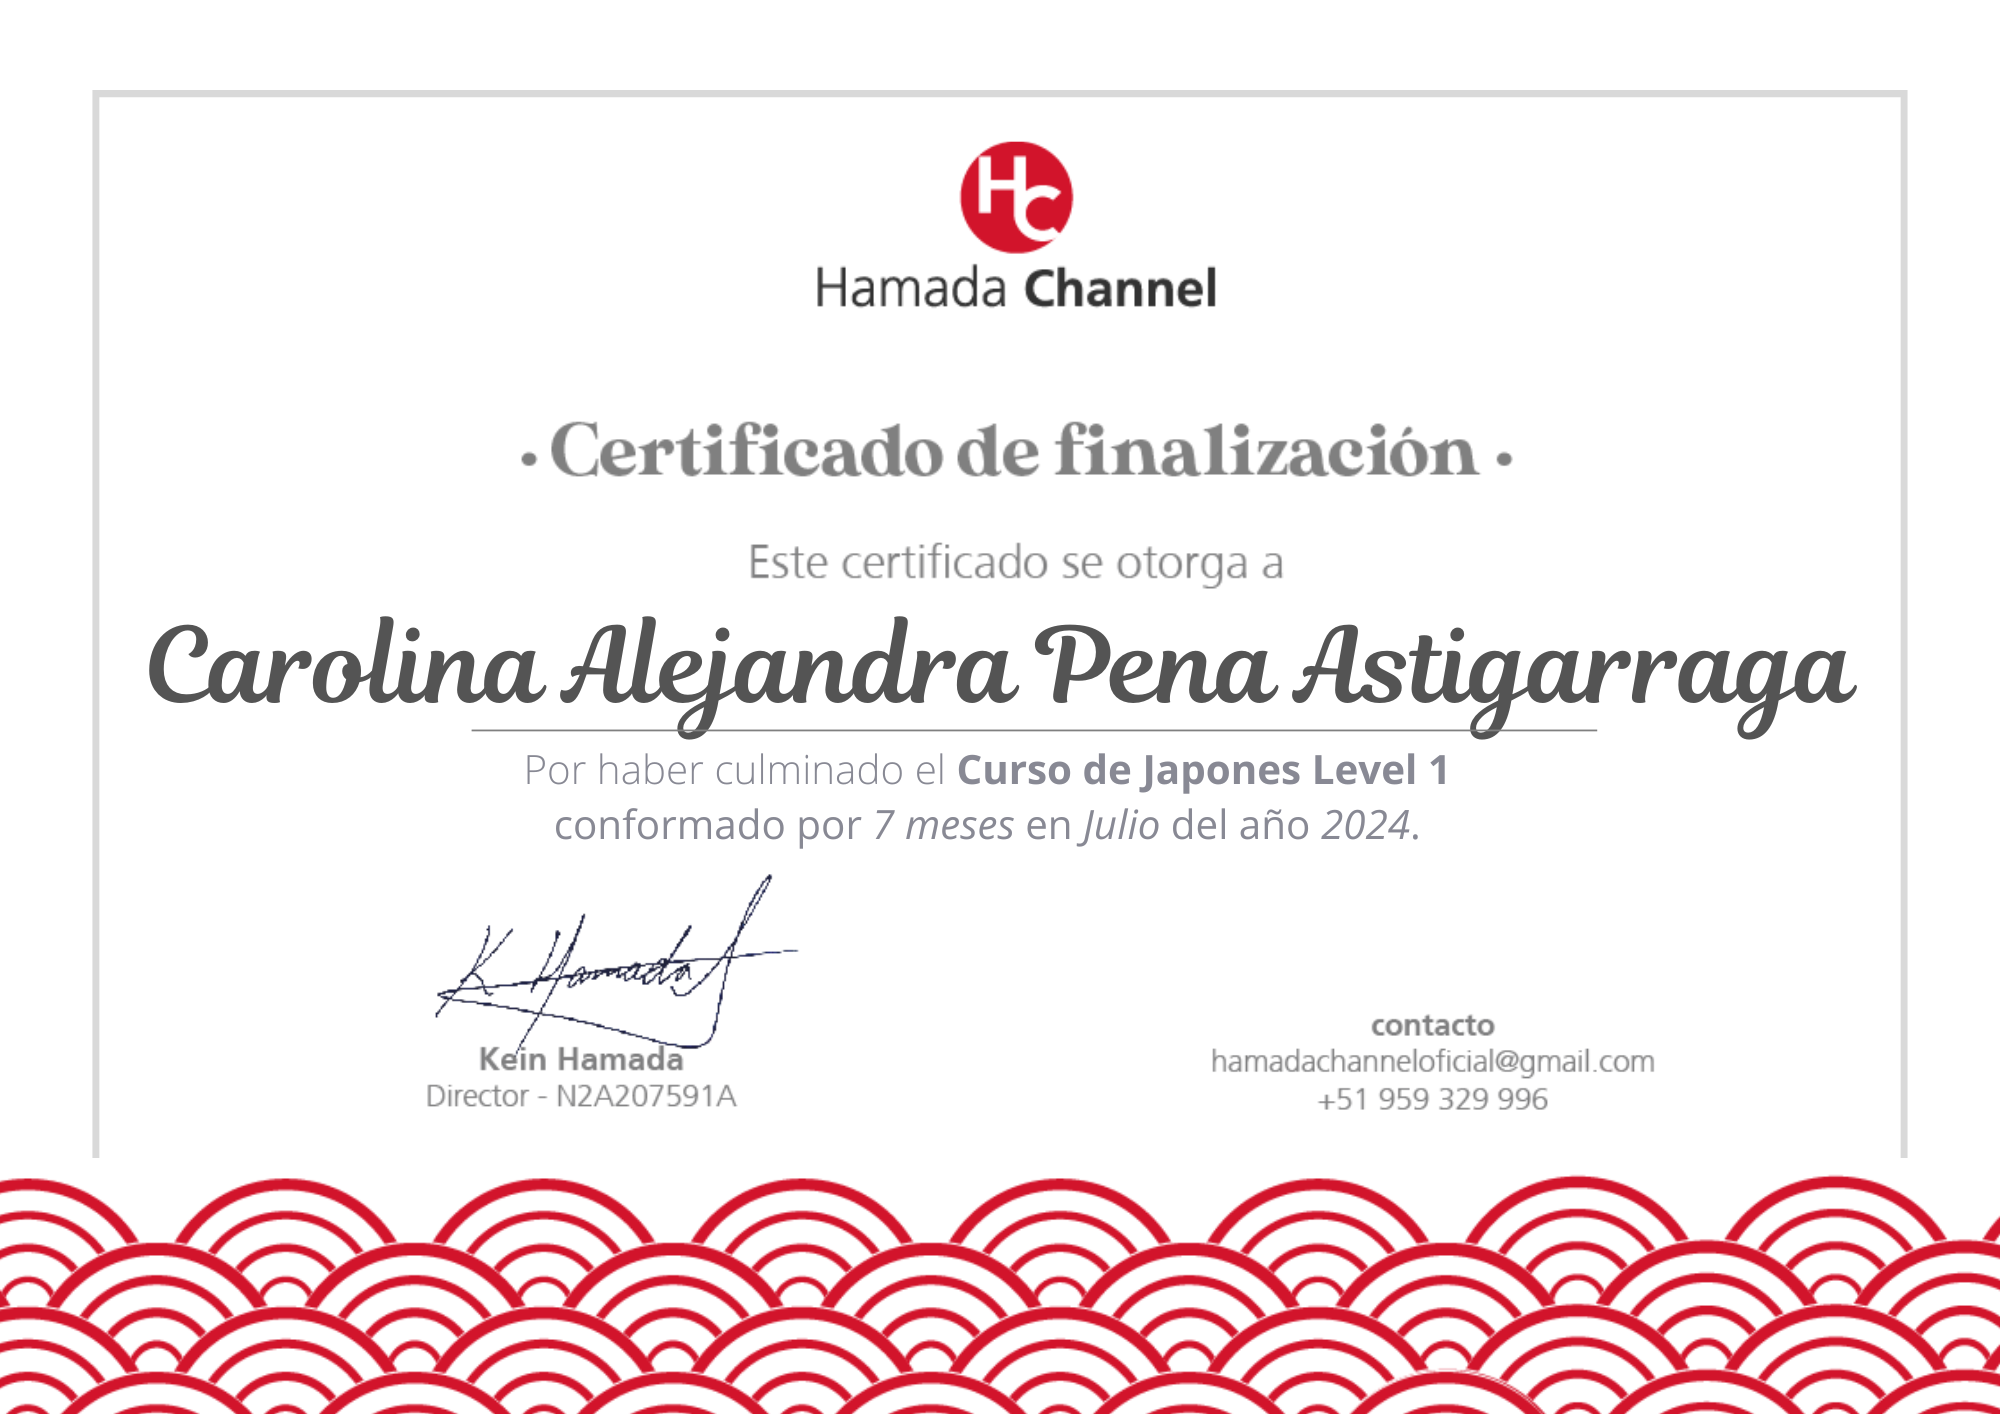 HC
Hamada Channel
• Certificado de finalización •
Este certificado se otorga a
Carolina Alejandra Pena Astigarraga
Por haber culminado el Curso de Japones Level 1
conformado por 7 meses en Julio del año 2024.
K Hamada
Kein Hamada
Director - N2A207591A
contacto
hamadachanneloficial@gmail.com
+51 959 329 996